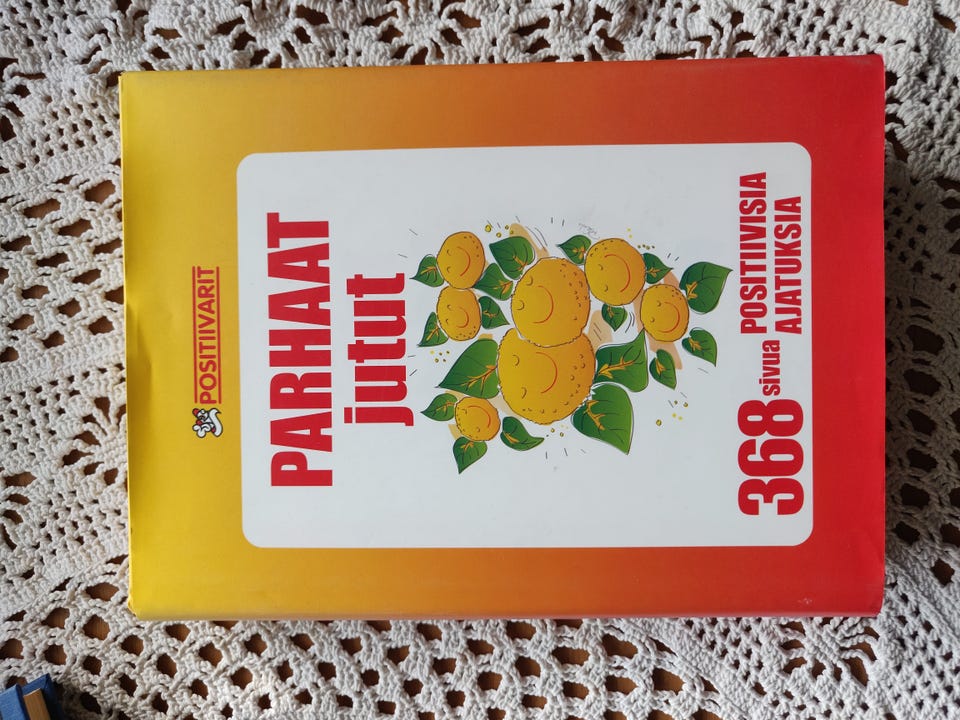 POSITIIVARIT
PARHAAT
jutut
368 sivua POSITIIVISIA
AJATUKSIA